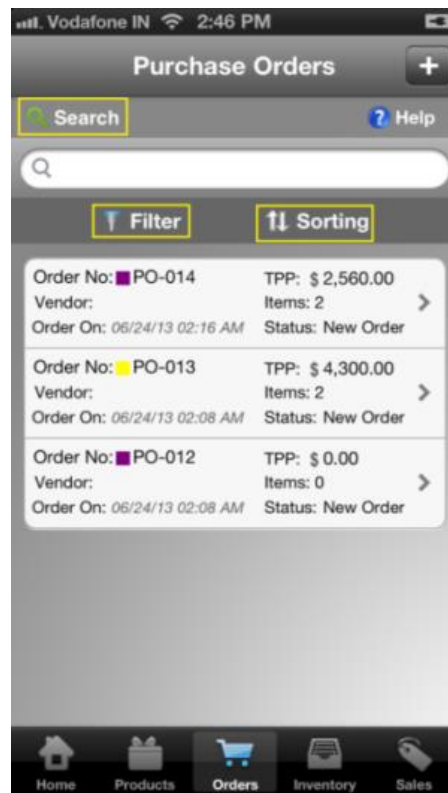 Vodafone IN 2:46 PM
Purchase Orders +
Search Help
Filter Sorting
Order No: PO-014 TPP: $ 2,560.00
Vendor: Items: 2
Order On: 06/24/13 02:16 AM Status: New Order
Order No: PO-013 TPP: $ 4,300.00
Vendor: Items: 2
Order On: 06/24/13 02:08 AM Status: New Order
Order No: PO-012 TPP: $ 0.00
Vendor: Items: 0
Order On: 06/24/13 02:08 AM Status: New Order
Home Products Orders Inventory Sales